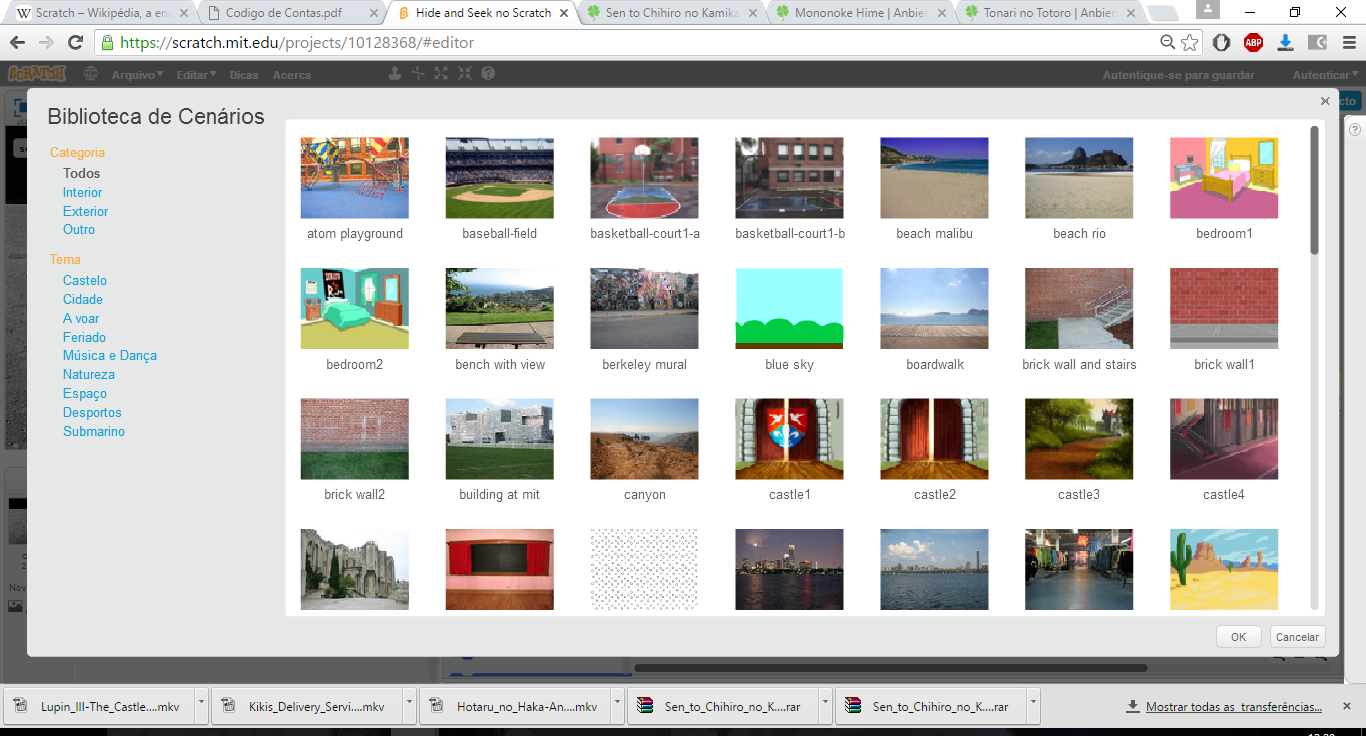 Scratch – Wikipédia, a en
Codigo de Contas.pdf
Hide and Seek no Scratch
Sen to Chihiro no Kamika
Mononoke Hime | Anbien
Tonari no Totoro | Anbien
https://scratch.mit.edu/projects/10128368/#editor
ABP
SCRATCH
Arquivo
Editar
Dicas
Acerca
Autentique-se para guardar
Autenticar
cto
Biblioteca de Cenários
Categoria
Todos
Interior
Exterior
Outro
Tema
Castelo
Cidade
A voar
Feriado
Música e Dança
Natureza
Espaço
Desportos
Submarino
atom playground
baseball-field
basketball-court1-a
basketball-court1-b
beach malibu
beach rio
bedroom1
bedroom2
bench with view
berkeley mural
blue sky
boardwalk
brick wall and stairs
brick wall1
brick wall2
building at mit
canyon
castle1
castle2
castle3
castle4
Nov
OK
Cancelar
Lupin_III-The_Castle....mkv
Kikis_Delivery_Servi....mkv
Hotaru_no_Haka-An....mkv
Sen_to_Chihiro_no_K....rar
Sen_to_Chihiro_no_K....rar
Mostrar todas as transferências...